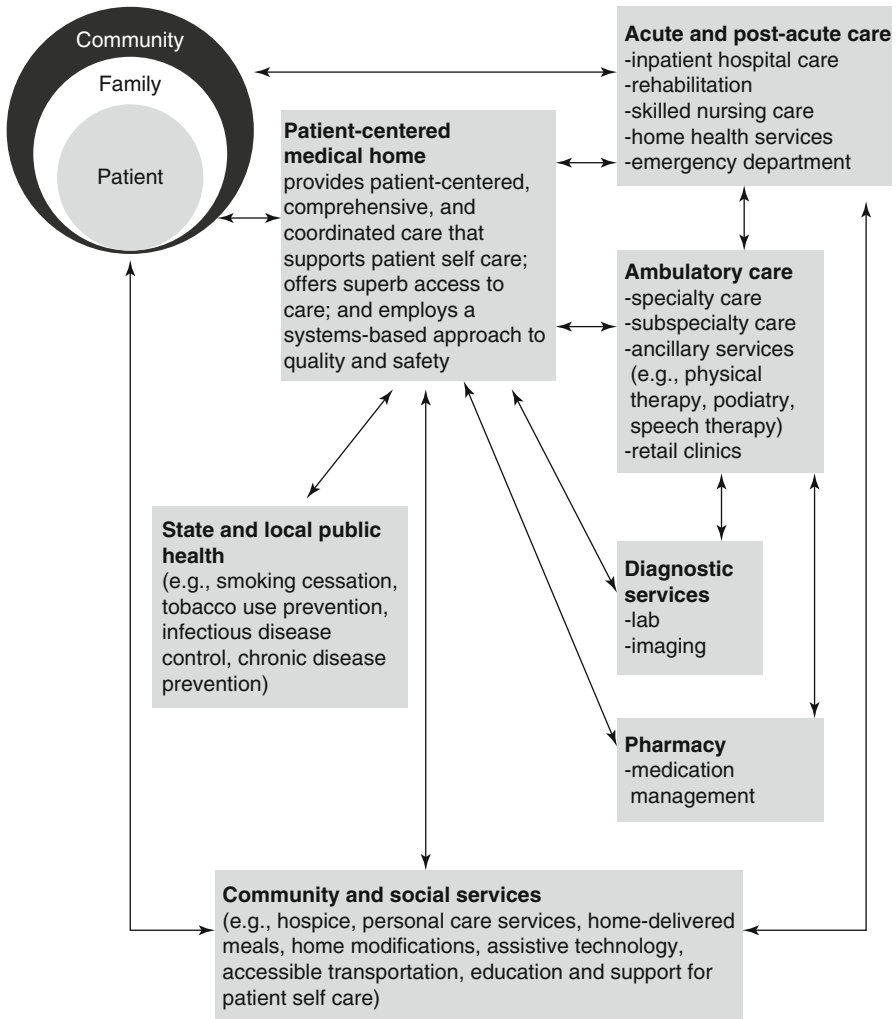 Community
Family
Patient
Patient-centered
medical home
provides patient-centered,
comprehensive, and
coordinated care that
supports patient self care;
offers superb access to
care; and employs a
systems-based approach to
quality and safety
Acute and post-acute care
-inpatient hospital care
-rehabilitation
-skilled nursing care
-home health services
-emergency department
Ambulatory care
-specialty care
-subspecialty care
-ancillary services
(e.g., physical
therapy, podiatry,
speech therapy)
-retail clinics
State and local public
health
(e.g., smoking cessation,
tobacco use prevention,
infectious disease
control, chronic disease
prevention)
Diagnostic
services
-lab
-imaging
Pharmacy
-medication
management
Community and social services
(e.g., hospice, personal care services, home-delivered
meals, home modifications, assistive technology,
accessible transportation, education and support for
patient self care)